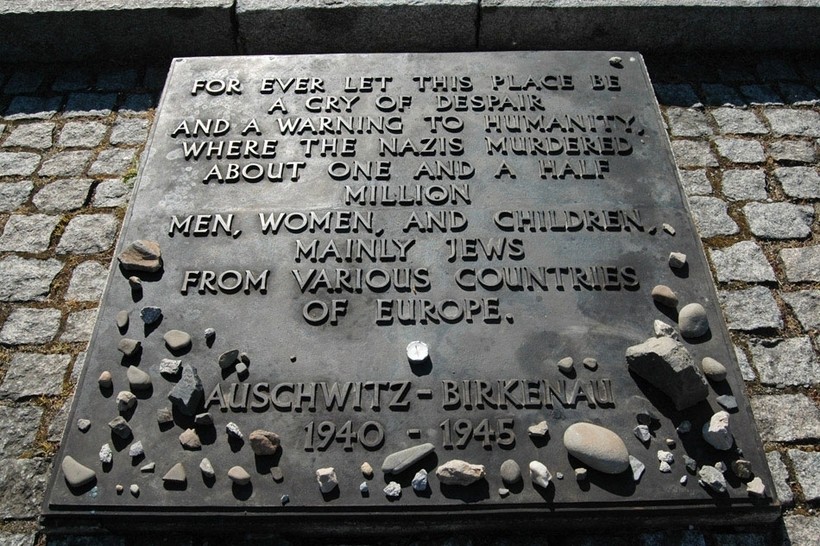 FOR EVER LET THIS PLACE BE
A CRY OF DESPAIR
AND A WARNING TO HUMANITY,
WHERE THE NAZIS MURDERED
ABOUT ONE AND A HALF
MILLION
MEN, WOMEN, AND CHILDREN,
MAINLY JEWS
FROM VARIOUS COUNTRIES
OF EUROPE.
AUSCHWITZ - BIRKENAU
1940 - 1945